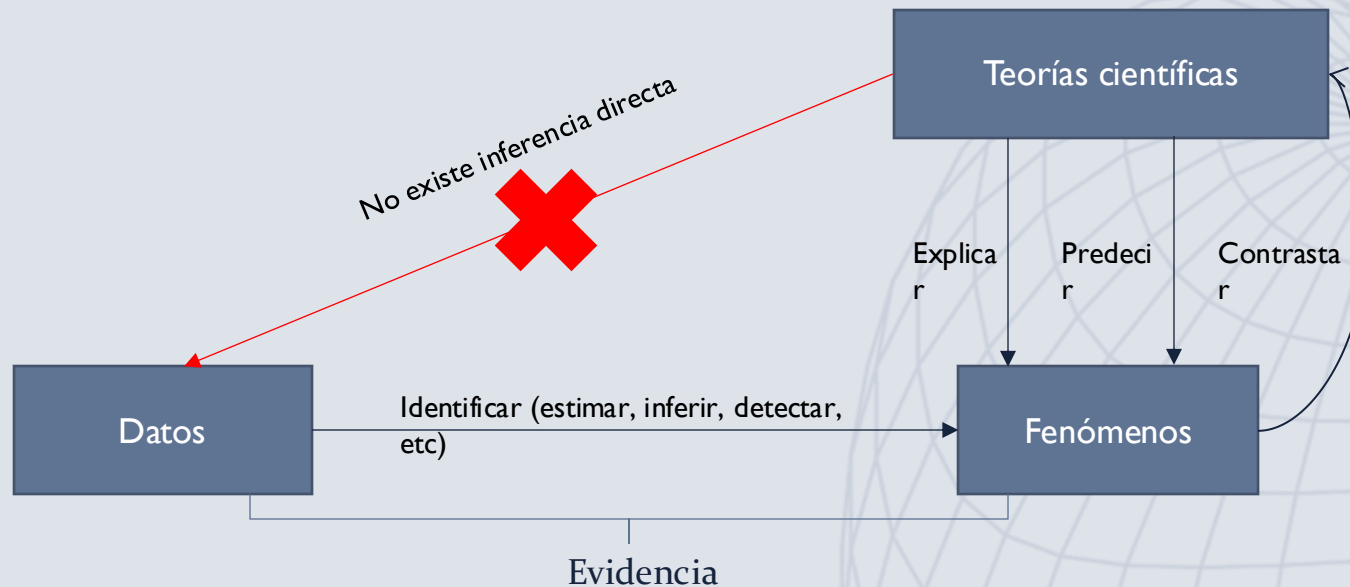 Teorías científicas
No existe inferencia directa
Explica
r
Predeci
r
Contrasta
r
Datos
Identificar (estimar, inferir, detectar,
etc)
Fenómenos
Evidencia